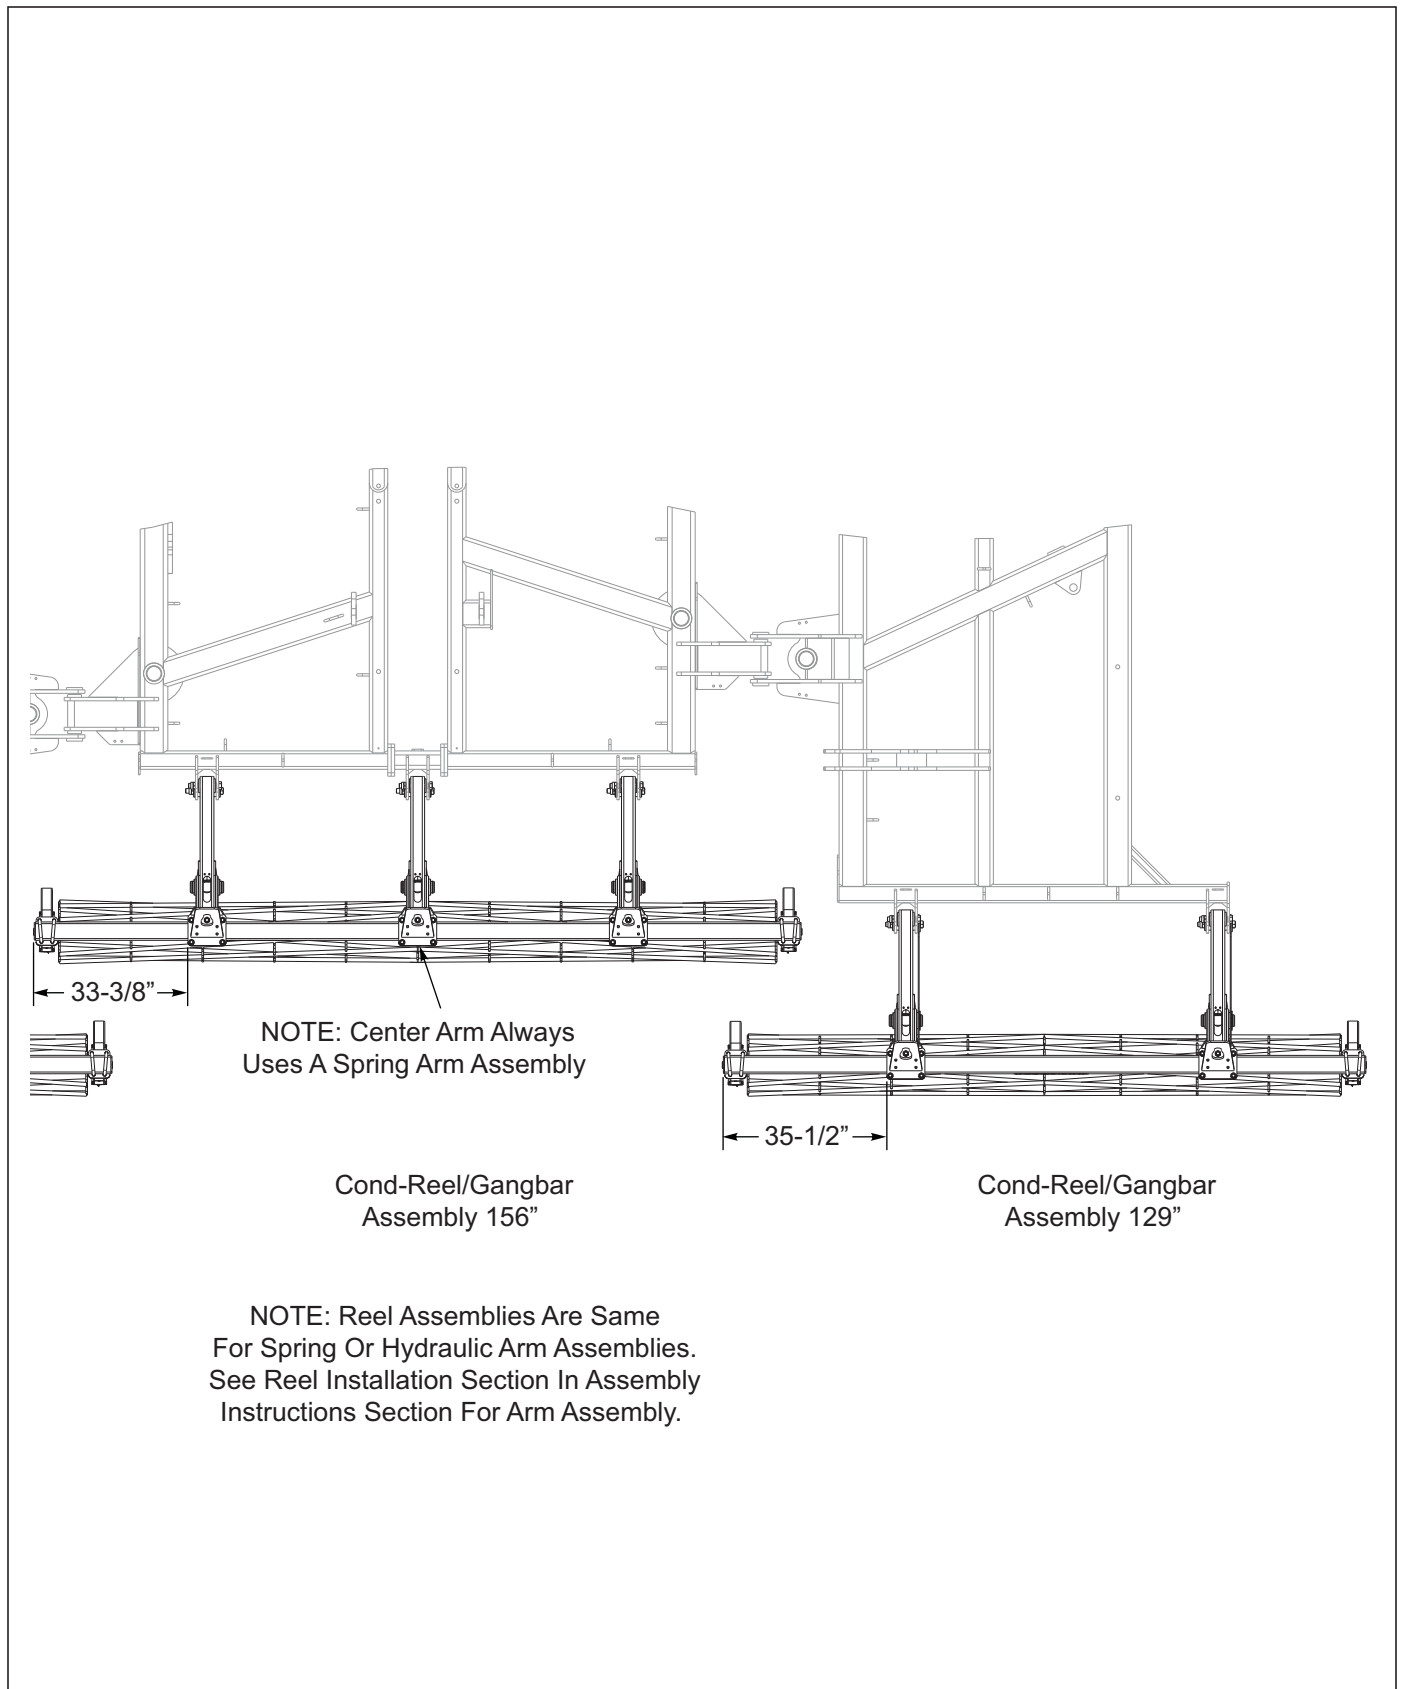 33-3/8”
NOTE: Center Arm Always
Uses A Spring Arm Assembly
35-1/2”
Cond-Reel/Gangbar
Assembly 156”
Cond-Reel/Gangbar
Assembly 129”
NOTE: Reel Assemblies Are Same
For Spring Or Hydraulic Arm Assemblies.
See Reel Installation Section In Assembly
Instructions Section For Arm Assembly.